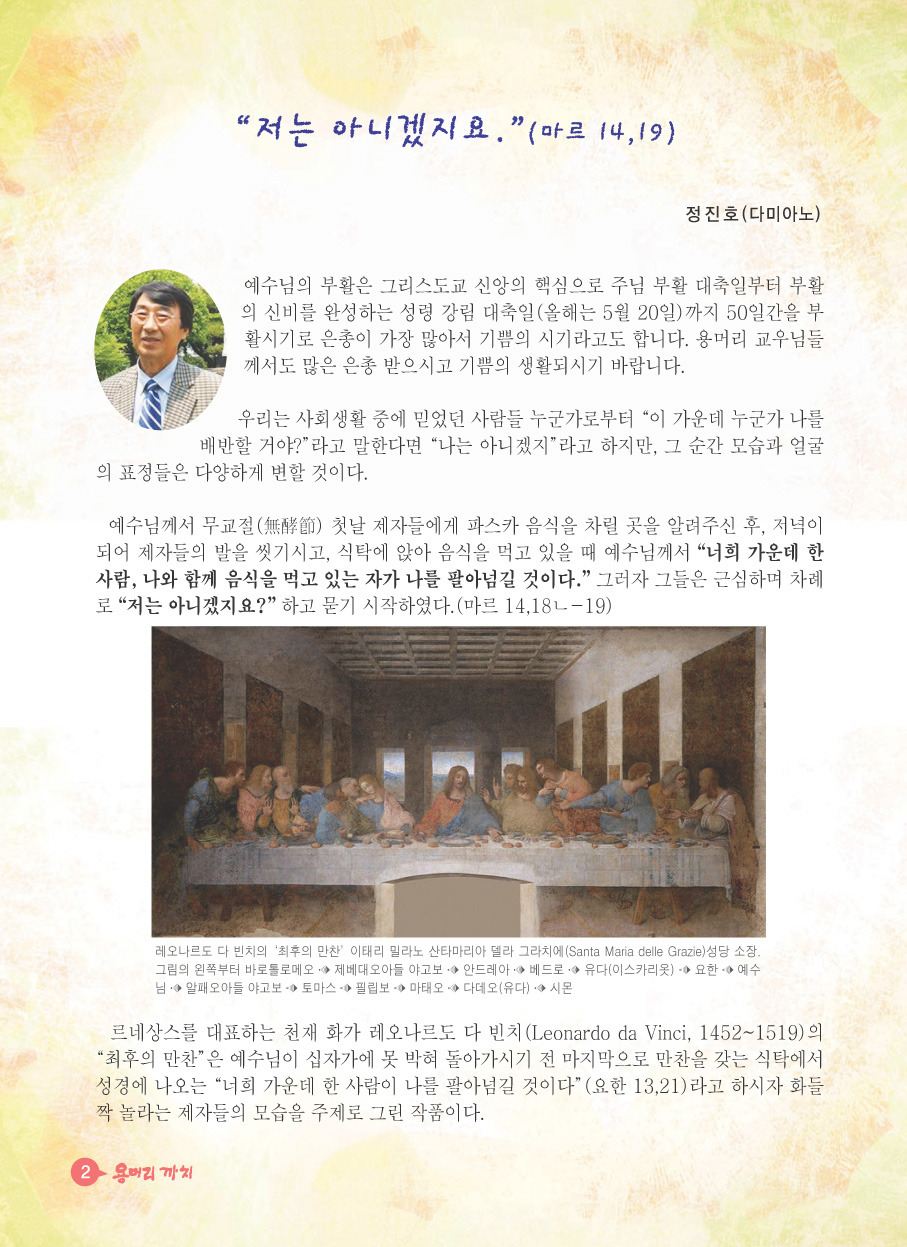 “저는 아니겠지요.”(마르 14,19)
정진호(다미아노)
예수님의 부활은 그리스도교 신앙의 핵심으로 주님 부활 대축일부터 부활
의 신비를 완성하는 성령 강림 대축일(올해는 5월 20일)까지 50일간을 부
활시기로 은총이 가장 많아서 기쁨의 시기라고도 합니다. 용머리 교우님들
께서도 많은 은총 받으시고 기쁨의 생활되시기 바랍니다.
우리는 사회생활 중에 믿었던 사람들 누군가로부터 “이 가운데 누군가 나를
배반할 거야?”라고 말한다면 “나는 아니겠지”라고 하지만, 그 순간 모습과 얼굴
의 표정들은 다양하게 변할 것이다.
예수님께서 무교절(無酵節) 첫날 제자들에게 파스카 음식을 차릴 곳을 알려주신 후, 저녁이
되어 제자들의 발을 씻기시고, 식탁에 앉아 음식을 먹고 있을 때 예수님께서 “너희 가운데 한
사람, 나와 함께 음식을 먹고 있는 자가 나를 팔아넘길 것이다.” 그러자 그들은 근심하며 차례
로 “저는 아니겠지요?” 하고 묻기 시작하였다.(마르 14,18ㄴ-19)
레오나르도 다 빈치의 ‘최후의 만찬’ 이태리 밀라노 산타마리아 델라 그라치에(Santa Maria delle Grazie)성당 소장.
그림의 왼쪽부터 바로톨로메오 ·➔ 제베대오아들 야고보 ·➔ 안드레아 ·➔ 베드로 ·➔ 유다(이스카리옷) ·➔ 요한 ·➔ 예수
님 ·➔ 알패오아들 야고보 ·➔ 토마스 ·➔ 필립보 ·➔ 마태오 ·➔ 다데오(유다) ·➔ 시몬
르네상스를 대표하는 천재 화가 레오나르도 다 빈치(Leonardo da Vinci, 1452~1519)의
“최후의 만찬”은 예수님이 십자가에 못 박혀 돌아가시기 전 마지막으로 만찬을 갖는 식탁에서
성경에 나오는 “너희 가운데 한 사람이 나를 팔아넘길 것이다”(요한 13,21)라고 하시자 화들
짝 놀라는 제자들의 모습을 주제로 그린 작품이다.
2 용머리 까치